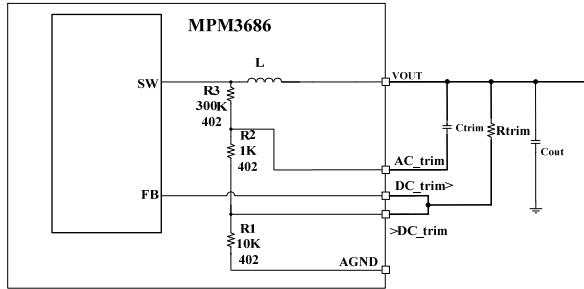 MPM3686
L
VOUT
SW
R3
300K
402
Ctrim
Rtrim
R2
1K
402
Cout
AC_trim
FB
DC_trim>
>DC_trim
R1
10K
402
AGND